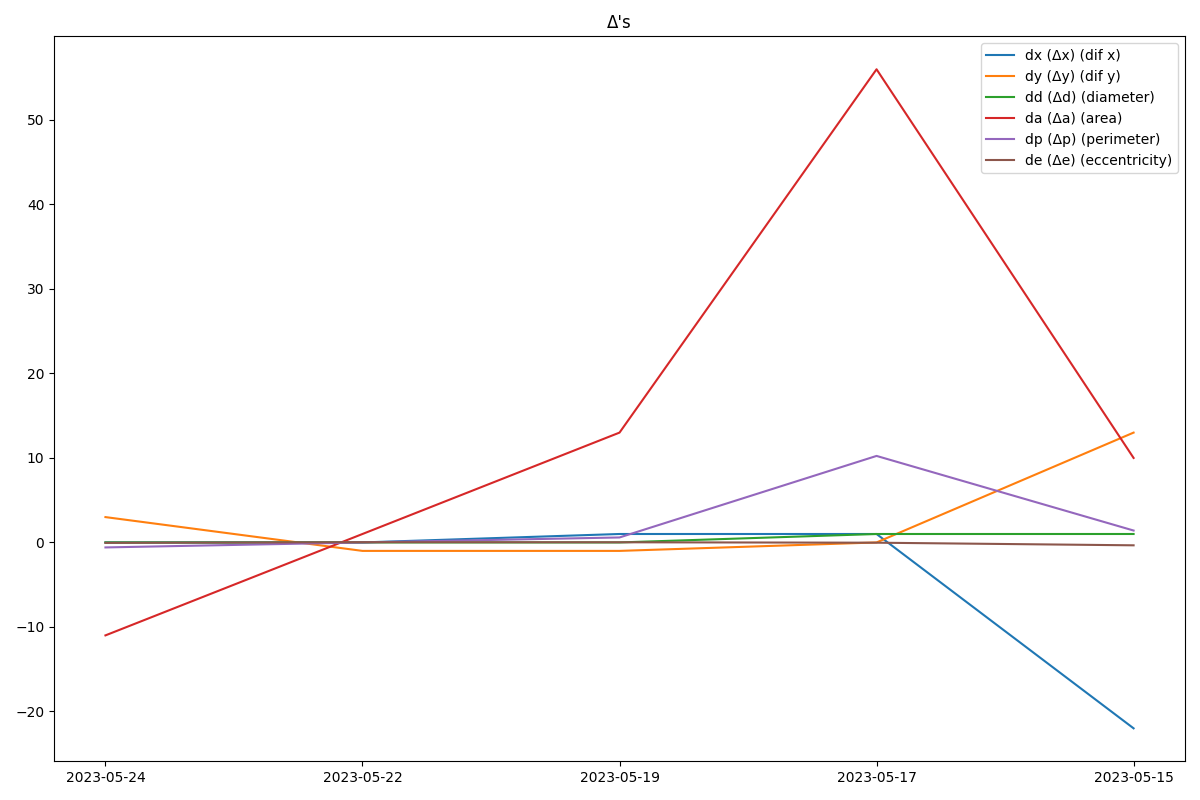 Δ's
dx (Δx) (dif x)
dy (Δy) (dif y)
dd (Δd) (diameter)
da (Δa) (area)
dp (Δp) (perimeter)
de (Δe) (eccentricity)
50
40
30
20
10
0
−10
−20
2023-05-24 2023-05-22 2023-05-19 2023-05-17 2023-05-15